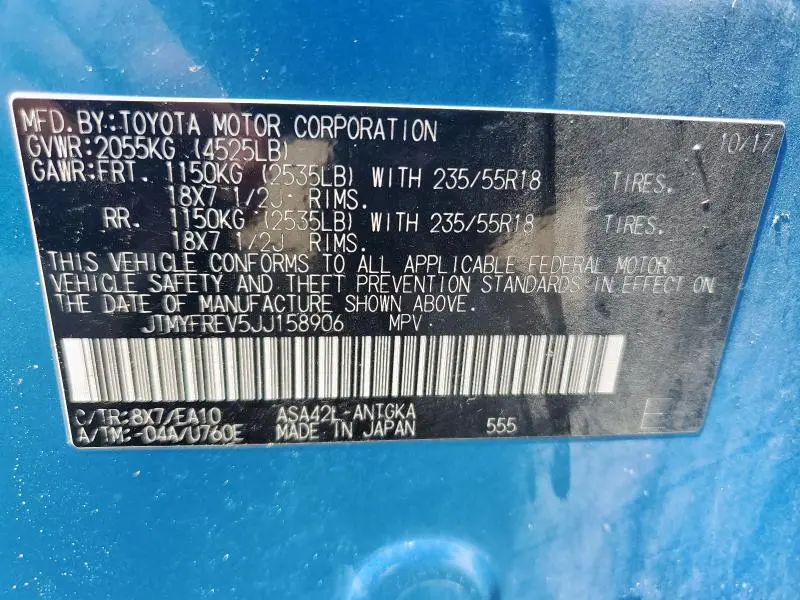 MFD.BY:TOYOTA MOTOR CORPORATION 10/17
GVWR:2055KG (4525LB)
GAWR:FRT. 1150KG (2535LB) WITH 235/55R18 TIRES.
18X7 1/2J RIMS.
RR. 1150KG (2535LB) WITH 235/55R18 TIRES.
18X7 1/2J RIMS.
THIS VEHICLE CONFORMS TO ALL APPLICABLE FEDERAL MOTOR
VEHICLE SAFETY AND THEFT PREVENTION STANDARDS IN EFFECT ON
THE DATE OF MANUFACTURE SHOWN ABOVE.
JTMYFREV5JJ158906 MPV
C/TR:8X7/EA10 ASA42L-ANTGKA E
A/TM:-04A/U760E MADE IN JAPAN 555